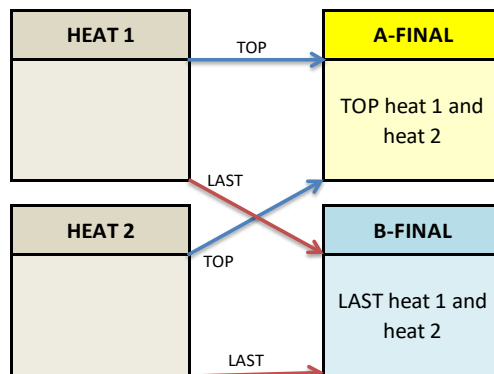 HEAT 1
TOP
A-FINAL
TOP heat 1 and
heat 2
LAST
HEAT 2
TOP
B-FINAL
LAST heat 1 and
heat 2
LAST